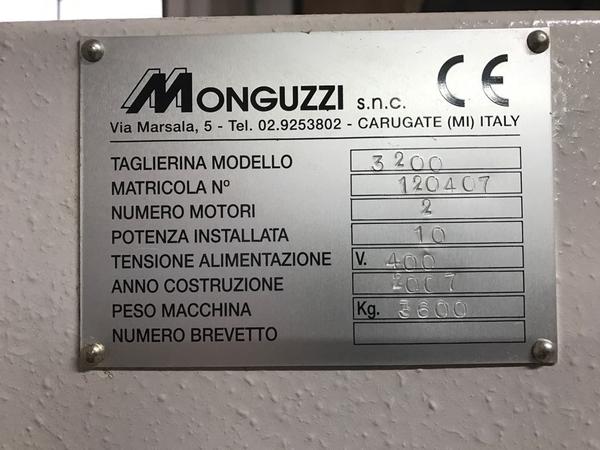 MONGUZZI s.n.c. CE
Via Marsala, 5 - Tel. 02.9253802 - CARUGATE (MI) ITALY
TAGLIERINA MODELLO 3200
MATRICOLA N° 120407
NUMERO MOTORI 2
POTENZA INSTALLATA 10
TENSIONE ALIMENTAZIONE V. 400
ANNO COSTRUZIONE 2007
PESO MACCHINA Kg. 3600
NUMERO BREVETTO